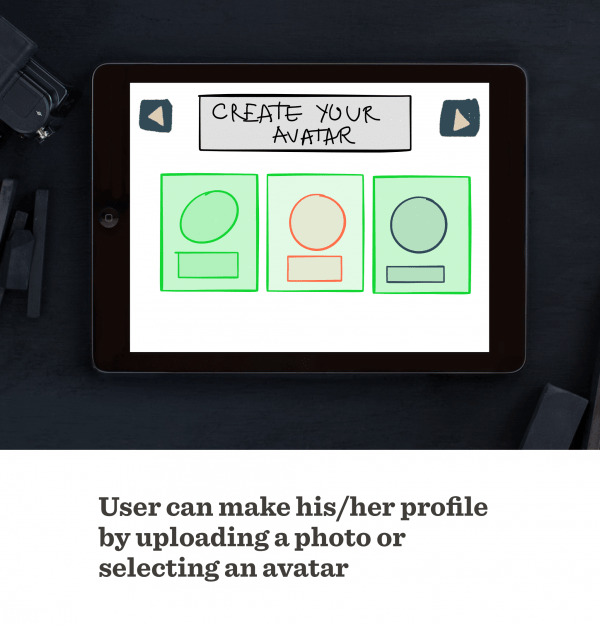 CREATE YOUR
AVATAR
User can make his/her profile
by uploading a photo or
selecting an avatar